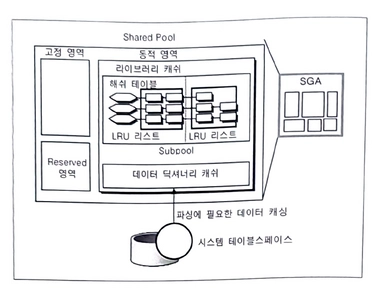 Shared Pool
고정 영역
동적 영역
라이브러리 캐쉬
해쉬 테이블
LRU 리스트
LRU 리스트
Subpool
Reserved
영역
데이터 딕셔너리 캐쉬
SGA
파싱에 필요한 데이터 캐싱
시스템 테이블스페이스